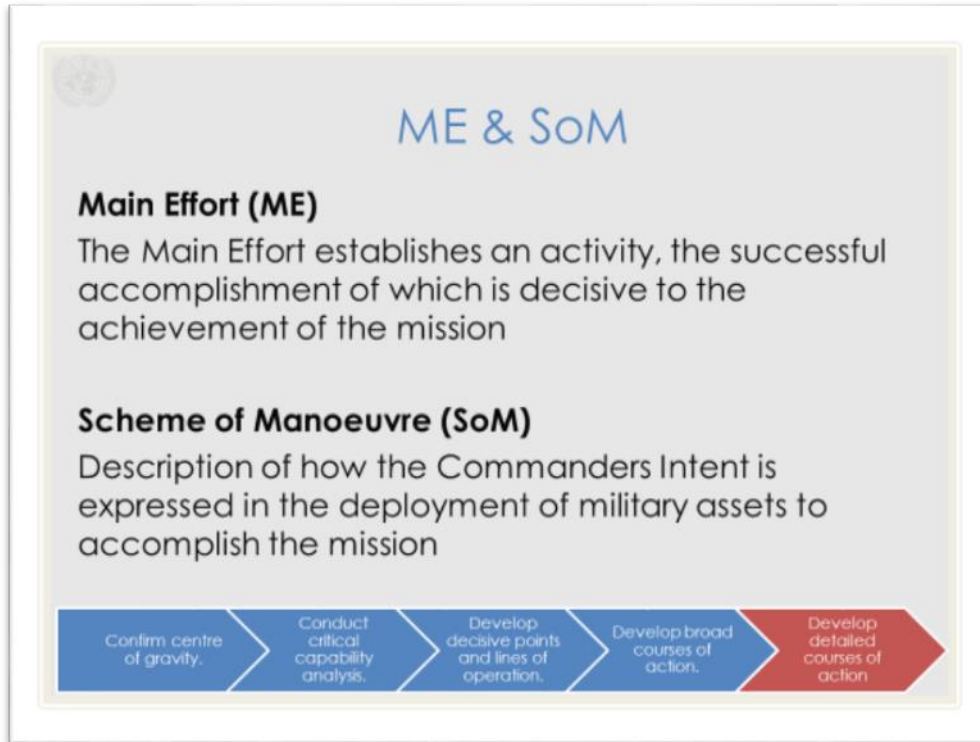 ME & SoM
Main Effort (ME)
The Main Effort establishes an activity, the successful
accomplishment of which is decisive to the
achievement of the mission
Scheme of Manoeuvre (SoM)
Description of how the Commanders Intent is
expressed in the deployment of military assets to
accomplish the mission
Confirm centre
of gravity.
Conduct
critical
capability
analysis.
Develop
decisive points
and lines of
operation.
Develop broad
courses of
action.
Develop
detailed
courses of
action